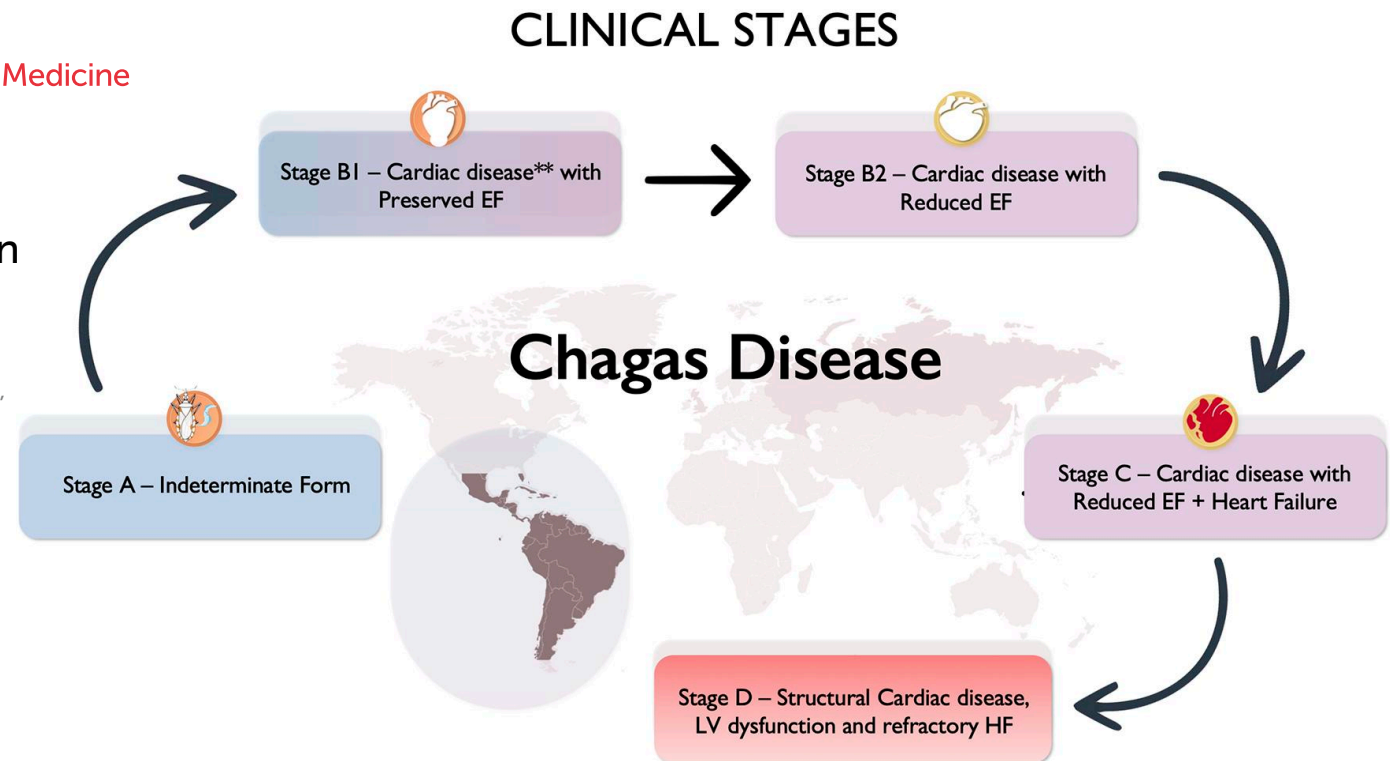 CLINICAL STAGES
Medicine
Stage B1 – Cardiac disease** with
Preserved EF
Stage B2 – Cardiac disease with
Reduced EF
n
Chagas Disease
,
Stage A – Indeterminate Form
Stage C – Cardiac disease with
Reduced EF + Heart Failure
Stage D – Structural Cardiac disease,
LV dysfunction and refractory HF